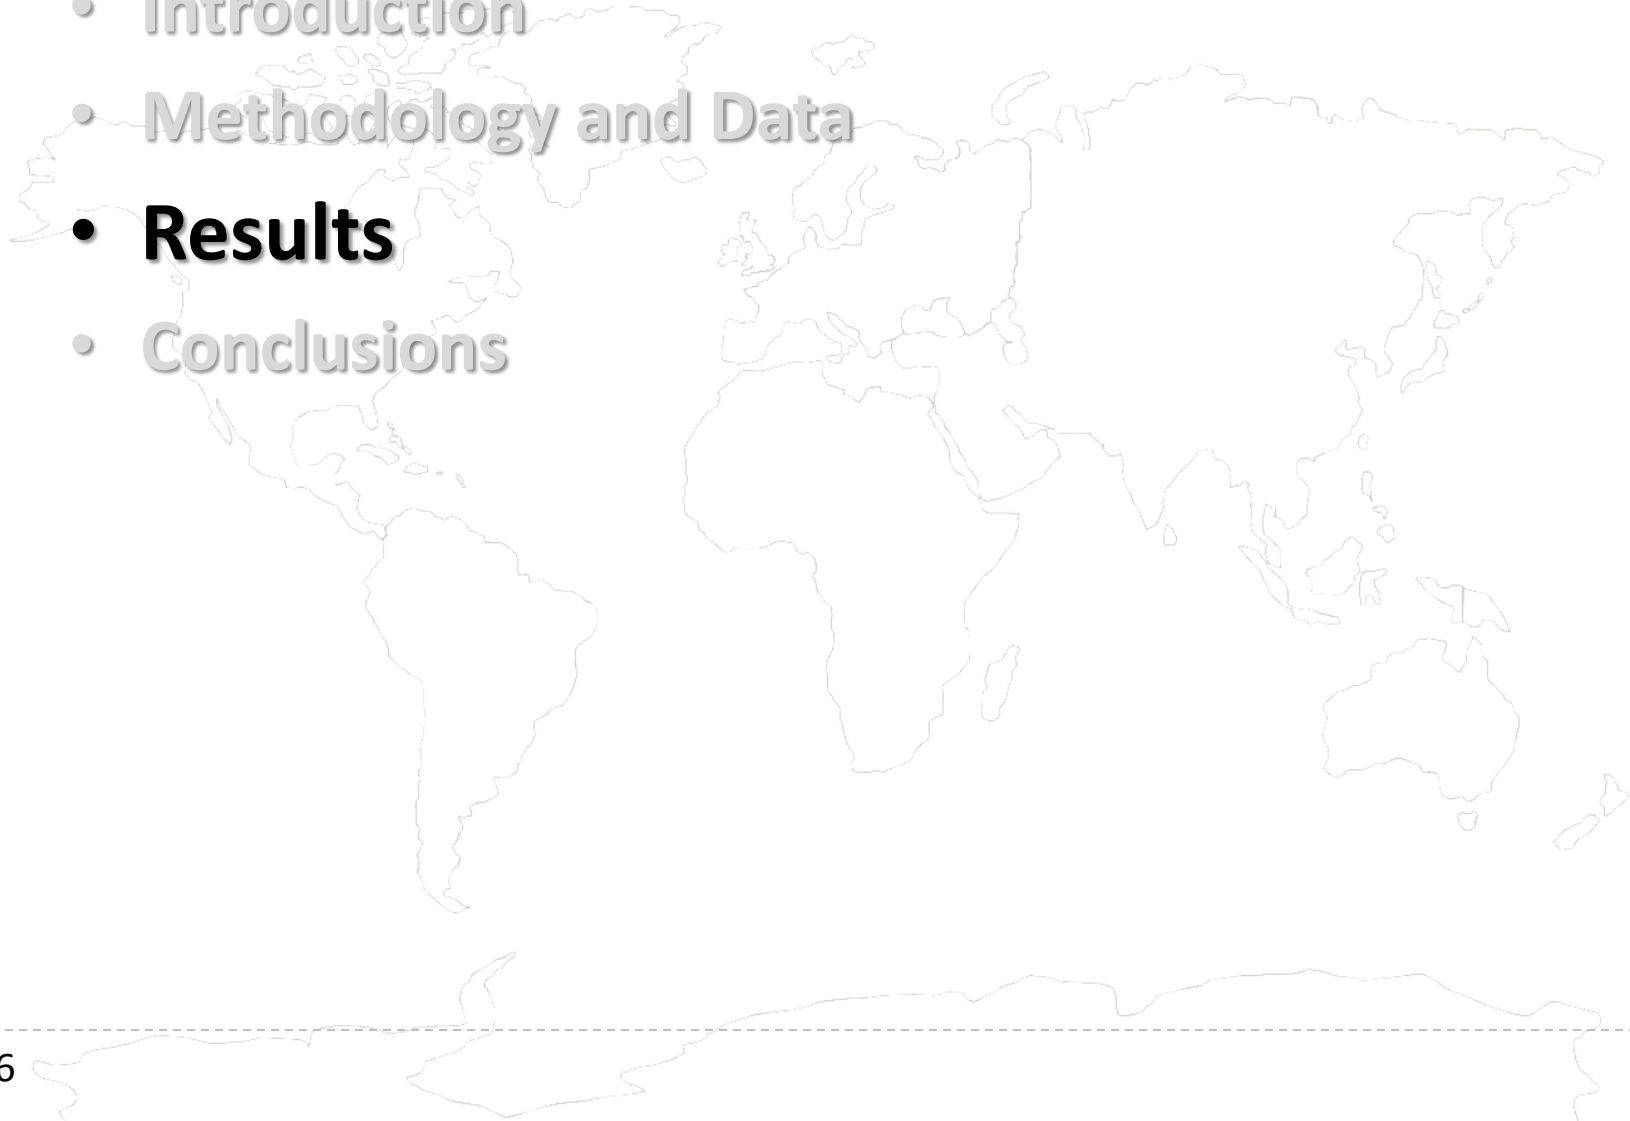 • Introduction
• Methodology and Data
• Results
• Conclusions
6